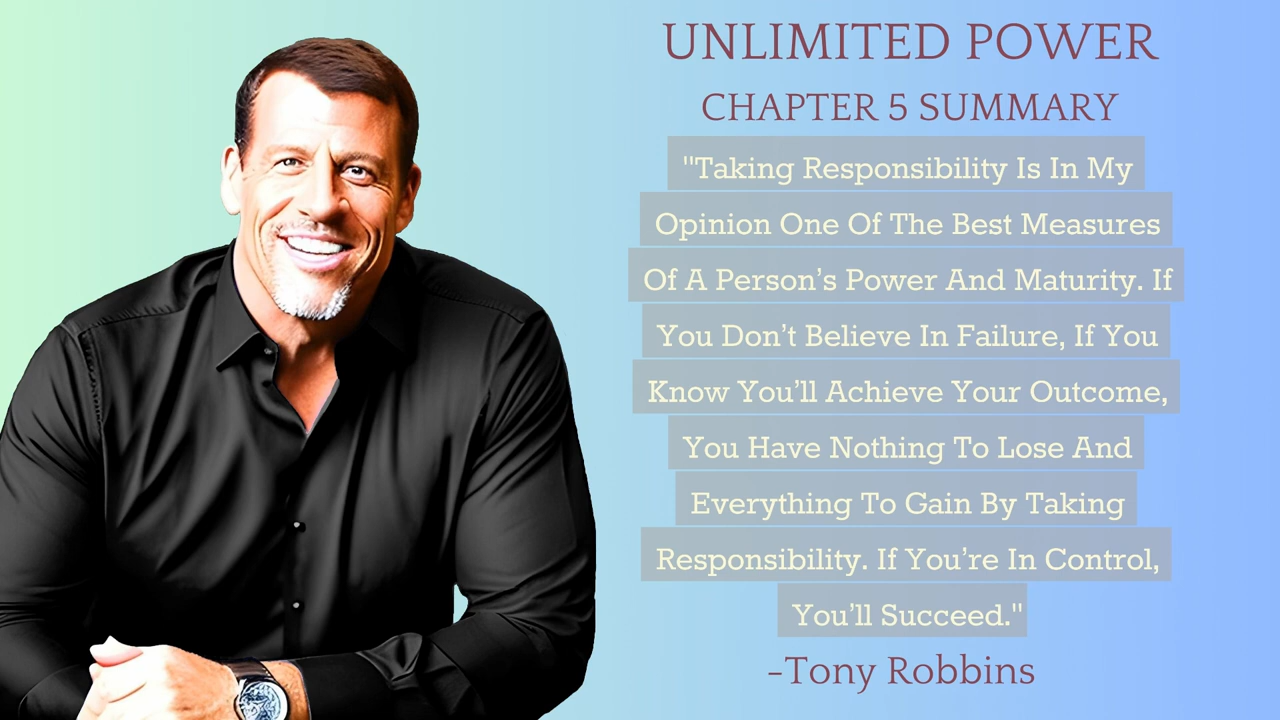 UNLIMITED POWER
CHAPTER 5 SUMMARY
"Taking Responsibility Is In My
Opinion One Of The Best Measures
Of A Person’s Power And Maturity. If
You Don’t Believe In Failure, If You
Know You’ll Achieve Your Outcome,
You Have Nothing To Lose And
Everything To Gain By Taking
Responsibility. If You’re In Control,
You’ll Succeed."
-Tony Robbins